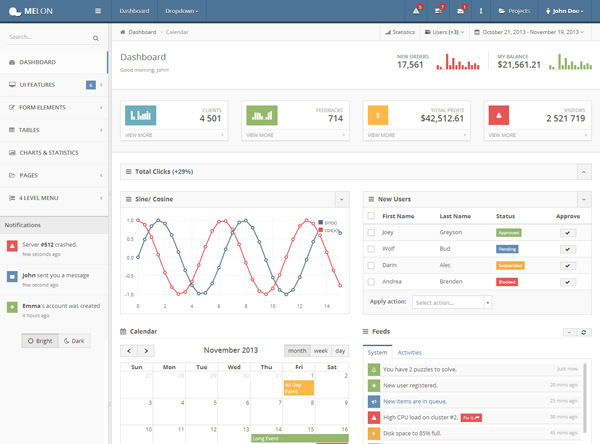 MELON
Dashboard Dropdown
Projects John Doe
Search...
Dashboard Calendar
Statistics Users (+3) October 21, 2013 - November 19, 2013
DASHBOARD
UI FEATURES 6
FORM ELEMENTS
TABLES
CHARTS & STATISTICS
PAGES
4 LEVEL MENU
Notifications
Server #512 crashed.
few seconds ago
John sent you a message
few seconds ago
Emma's account was created
4 hours ago
Bright Dark
Dashboard
Good morning, John!
NEW ORDERS
17,561
MY BALANCE
$21,561.21
CLIENTS
4 501
VIEW MORE
FEEDBACKS
714
VIEW MORE
TOTAL PROFIT
$42,512.61
VIEW MORE
VISITORS
2 521 719
VIEW MORE
Total Clicks (+29%)
Sine/ Cosine
1.0
0.5
0.0
-0.5
-1.0
0 2 4 6 8 10 12 14
New Users
First Name Last Name Status Approve
Joey Greyson Approved
Wolf Bud Pending
Darin Alec Suspended
Andrea Brenden Blocked
Apply action: Select action...
Calendar
November 2013
month week day
Sun Mon Tue Wed Thu Fri Sat
27 28 29 30 31 1 2
All Day Event
3 4 5 6 7 8 9
10 11 12 13 14 15 16
Long Event
Feeds
System Activities
You have 2 puzzles to solve. Just now
New user registered. 20 mins ago
New items are in queue. 25 mins ago
High CPU load on cluster #2. Fix it 30 mins ago
Disk space to 85% full. 45 mins ago